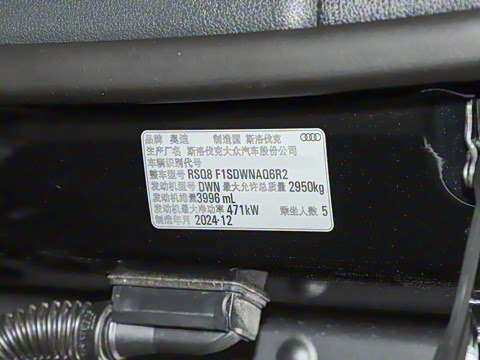 品牌 奥迪 制造国 斯洛伐克
生产厂名 斯洛伐克大众汽车股份公司
车辆识别代号
整车型号 RSQ8 F1SDWNAQ6R2
发动机型号 DWN 最大允许总质量 2950kg
发动机排量 3996 mL
发动机最大净功率 471kW 乘坐人数 5
制造年月 2024·12